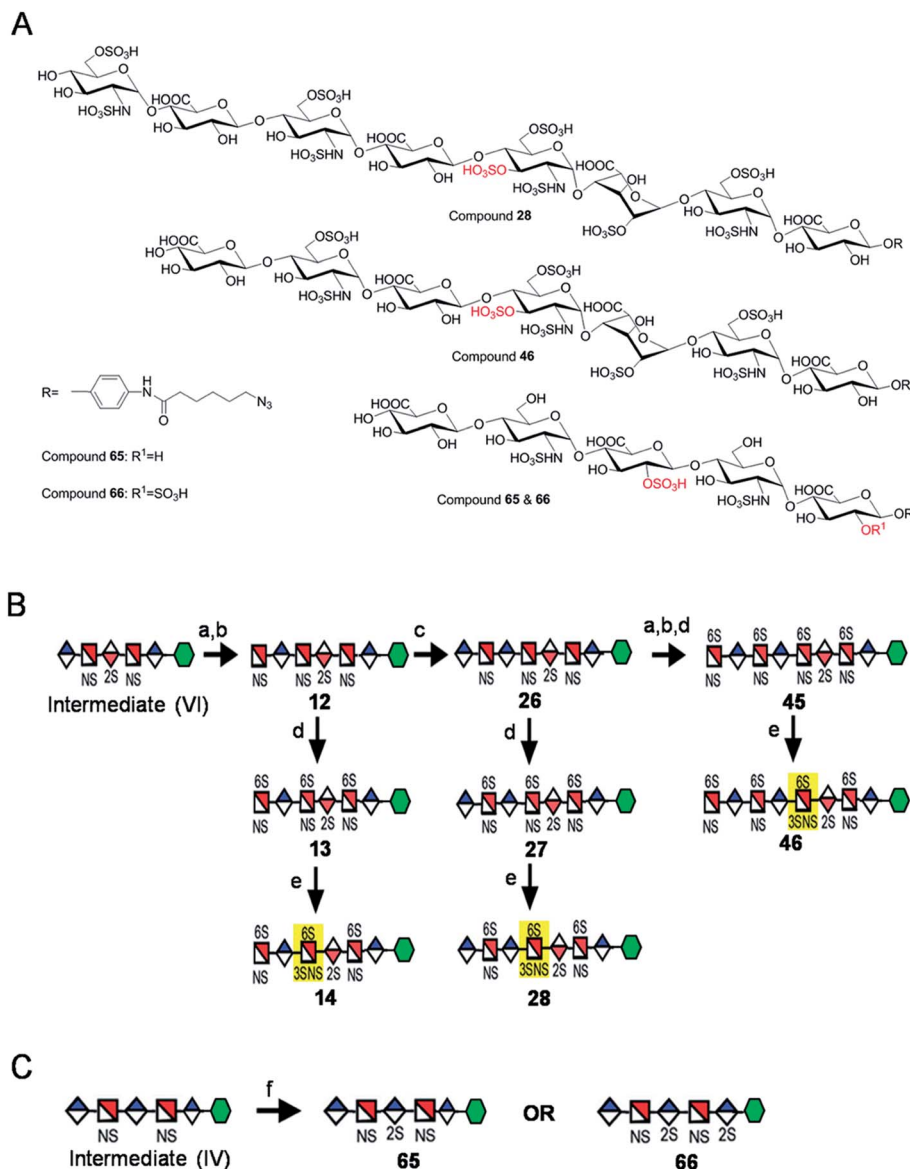 A
OSO₃H
HO
HO
HO₃SHN
O
HOOC
HO
OH
O
OSO₃H
HO
HO₃SHN
O
HOOC
HO
OH
O
OSO₃H
HO₃SO
HO₃SHN
O
HOOC
OH
HO₃SO
O
OSO₃H
HO
HO₃SHN
O
HOOC
HO
OH
OR
Compound 28
HOOC
HO
HO
OH
O
OSO₃H
HO
HO₃SHN
O
HOOC
HO
OH
O
OSO₃H
HO₃SO
HO₃SHN
O
HOOC
OH
HO₃SO
O
OSO₃H
HO
HO₃SHN
O
HOOC
HO
OH
OR
Compound 46
R=
H
N
O
N₃
Compound 65: R¹=H
Compound 66: R¹=SO₃H
HOOC
HO
HO
OH
O
OH
HO
HO₃SHN
O
HOOC
HO
OSO₃H
O
OH
HO
HO₃SHN
O
HOOC
HO
OR¹
OR
Compound 65 & 66
B
a,b c a,b,d
6S 6S 6S 6S
NS 2S NS
NS NS 2S NS
NS NS 2S NS
NS NS NS 2S NS
Intermediate (VI) 12 26 45
d d e
6S 6S 6S
NS NS 2S NS
13
6S 6S 6S
NS NS 2S NS
27
6S 6S 6S 6S
NS NS 3SNS 2S NS
46
e e
6S 6S 6S
NS 3SNS 2S NS
14
6S 6S 6S
NS 3SNS 2S NS
28
C
f
OR
NS NS
NS 2S NS
NS 2S NS 2S
Intermediate (IV) 65 66